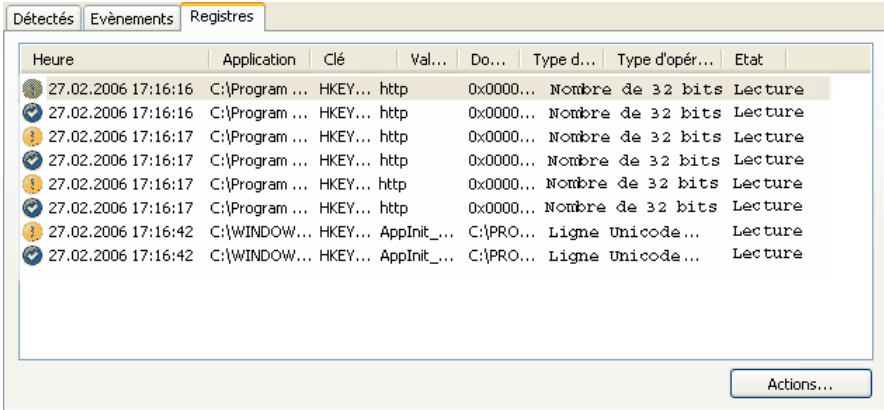 Détectés Evènements Registres
Heure Application Clé Val... Do... Type d... Type d'opér... Etat
27.02.2006 17:16:16 C:\Program ... HKEY... http 0x0000... Nombre de 32 bits Lecture
27.02.2006 17:16:16 C:\Program ... HKEY... http 0x0000... Nombre de 32 bits Lecture
27.02.2006 17:16:17 C:\Program ... HKEY... http 0x0000... Nombre de 32 bits Lecture
27.02.2006 17:16:17 C:\Program ... HKEY... http 0x0000... Nombre de 32 bits Lecture
27.02.2006 17:16:17 C:\Program ... HKEY... http 0x0000... Nombre de 32 bits Lecture
27.02.2006 17:16:17 C:\Program ... HKEY... http 0x0000... Nombre de 32 bits Lecture
27.02.2006 17:16:42 C:\WINDOW... HKEY... AppInit_... C:\PRO... Ligne Unicode... Lecture
27.02.2006 17:16:42 C:\WINDOW... HKEY... AppInit_... C:\PRO... Ligne Unicode... Lecture
Actions...